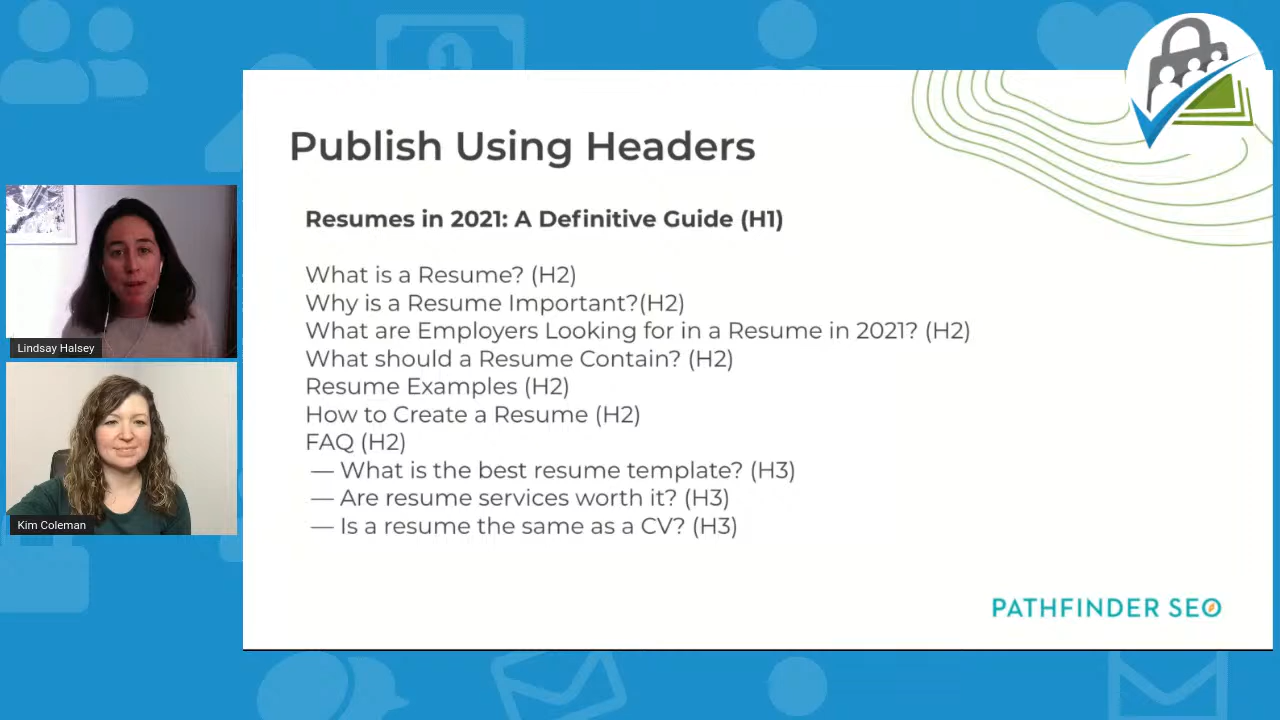 Publish Using Headers
Resumes in 2021: A Definitive Guide (H1)
What is a Resume? (H2)
Why is a Resume Important?(H2)
What are Employers Looking for in a Resume in 2021? (H2)
What should a Resume Contain? (H2)
Resume Examples (H2)
How to Create a Resume (H2)
FAQ (H2)
— What is the best resume template? (H3)
— Are resume services worth it? (H3)
— Is a resume the same as a CV? (H3)
PATHFINDER SEO
Lindsay Halsey
Kim Coleman
1